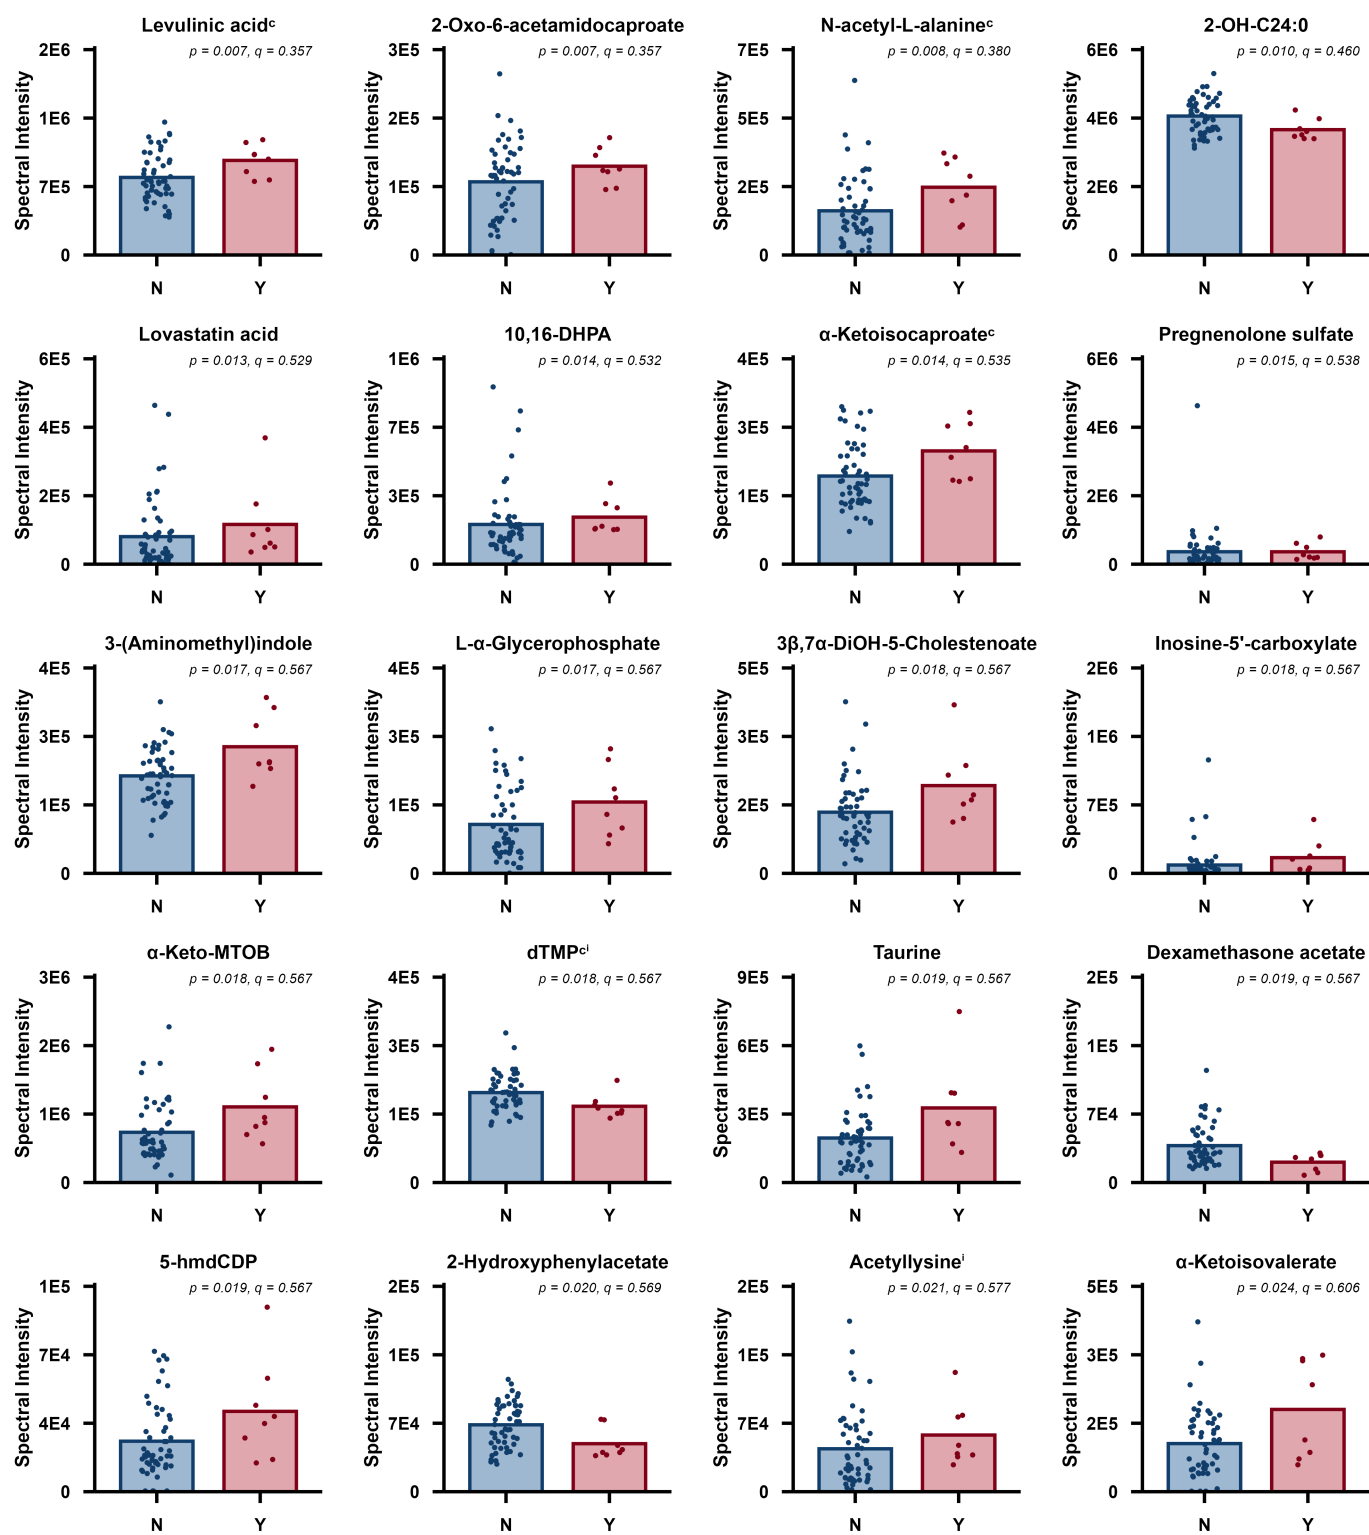 Levulinic acidᶜ
p = 0.007, q = 0.357
Spectral Intensity
2E6
1E6
7E5
0
N
Y
2-Oxo-6-acetamidocaproate
p = 0.007, q = 0.357
Spectral Intensity
3E5
2E5
1E5
0
N
Y
N-acetyl-L-alanineᶜ
p = 0.008, q = 0.380
Spectral Intensity
7E5
5E5
2E5
0
N
Y
2-OH-C24:0
p = 0.010, q = 0.460
Spectral Intensity
6E6
4E6
2E6
0
N
Y
Lovastatin acid
p = 0.013, q = 0.529
Spectral Intensity
6E5
4E5
2E5
0
N
Y
10,16-DHPA
p = 0.014, q = 0.532
Spectral Intensity
1E6
7E5
3E5
0
N
Y
α-Ketoisocaproateᶜ
p = 0.014, q = 0.535
Spectral Intensity
4E5
3E5
1E5
0
N
Y
Pregnenolone sulfate
p = 0.015, q = 0.538
Spectral Intensity
6E6
4E6
2E6
0
N
Y
3-(Aminomethyl)indole
p = 0.017, q = 0.567
Spectral Intensity
4E5
3E5
1E5
0
N
Y
L-α-Glycerophosphate
p = 0.017, q = 0.567
Spectral Intensity
4E5
3E5
1E5
0
N
Y
3β,7α-DiOH-5-Cholestenoate
p = 0.018, q = 0.567
Spectral Intensity
5E5
3E5
2E5
0
N
Y
Inosine-5'-carboxylate
p = 0.018, q = 0.567
Spectral Intensity
2E6
1E6
7E5
0
N
Y
α-Keto-MTOB
p = 0.018, q = 0.567
Spectral Intensity
3E6
2E6
1E6
0
N
Y
dTMPᶜⁱ
p = 0.018, q = 0.567
Spectral Intensity
4E5
3E5
1E5
0
N
Y
Taurine
p = 0.019, q = 0.567
Spectral Intensity
9E5
6E5
3E5
0
N
Y
Dexamethasone acetate
p = 0.019, q = 0.567
Spectral Intensity
2E5
1E5
7E4
0
N
Y
5-hmdCDP
p = 0.019, q = 0.567
Spectral Intensity
1E5
7E4
4E4
0
N
Y
2-Hydroxyphenylacetate
p = 0.020, q = 0.569
Spectral Intensity
2E5
1E5
7E4
0
N
Y
Acetyllysineⁱ
p = 0.021, q = 0.577
Spectral Intensity
2E5
1E5
7E4
0
N
Y
α-Ketoisovalerate
p = 0.024, q = 0.606
Spectral Intensity
5E5
3E5
2E5
0
N
Y